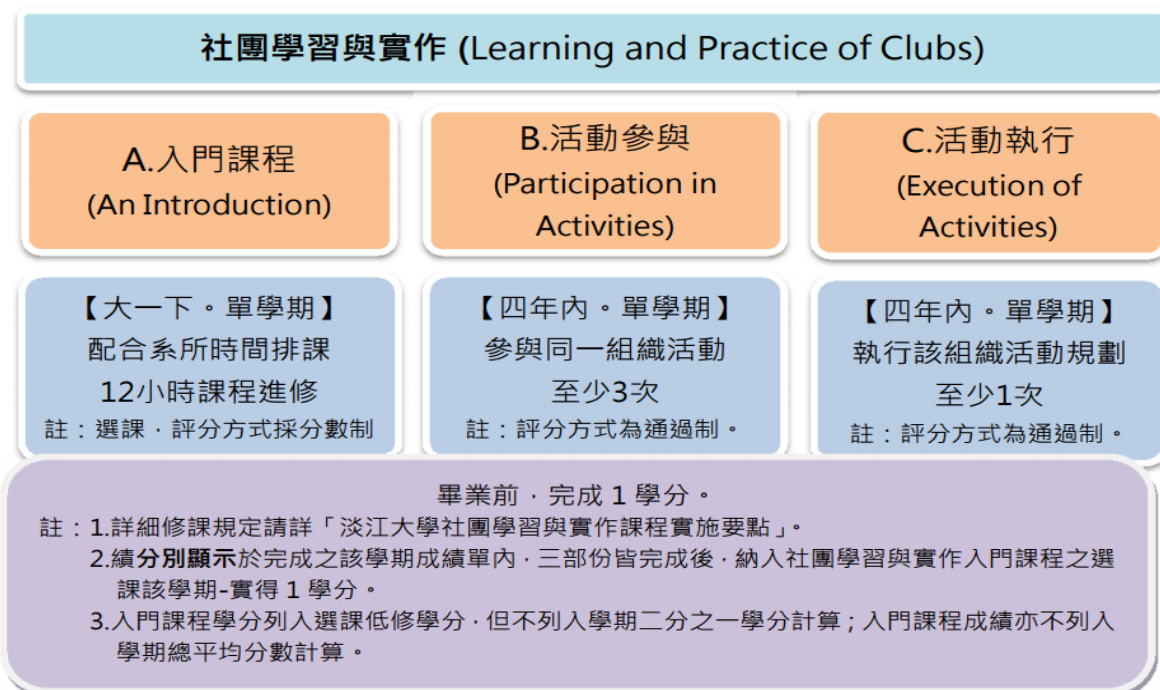 社團學習與實作 (Learning and Practice of Clubs)
A.入門課程
(An Introduction)
B.活動參與
(Participation in
Activities)
C.活動執行
(Execution of
Activities)
【大一下。單學期】
配合系所時間排課
12小時課程進修
註：選課，評分方式採分數制
【四年內。單學期】
參與同一組織活動
至少3次
註：評分方式為通過制。
【四年內。單學期】
執行該組織活動規劃
至少1次
註：評分方式為通過制。
畢業前，完成 1 學分。
註：1.詳細修課規定請詳「淡江大學社團學習與實作課程實施要點」。
2.績分別顯示於完成之該學期成績單內，三部份皆完成後，納入社團學習與實作入門課程之選
課該學期-實得 1 學分。
3.入門課程學分列入選課低修學分，但不列入學期二分之一學分計算；入門課程成績亦不列入
學期總平均分數計算。